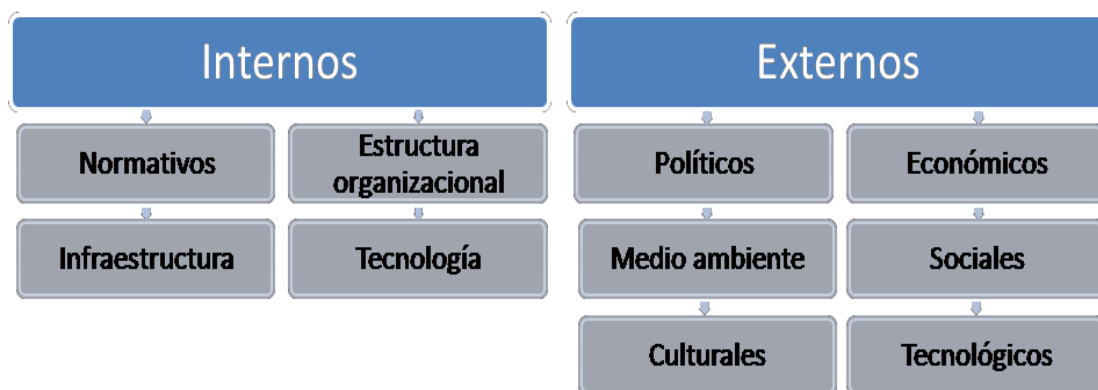 Internos
Normativos
Estructura
organizacional
Infraestructura
Tecnología
Externos
Políticos
Económicos
Medio ambiente
Sociales
Culturales
Tecnológicos